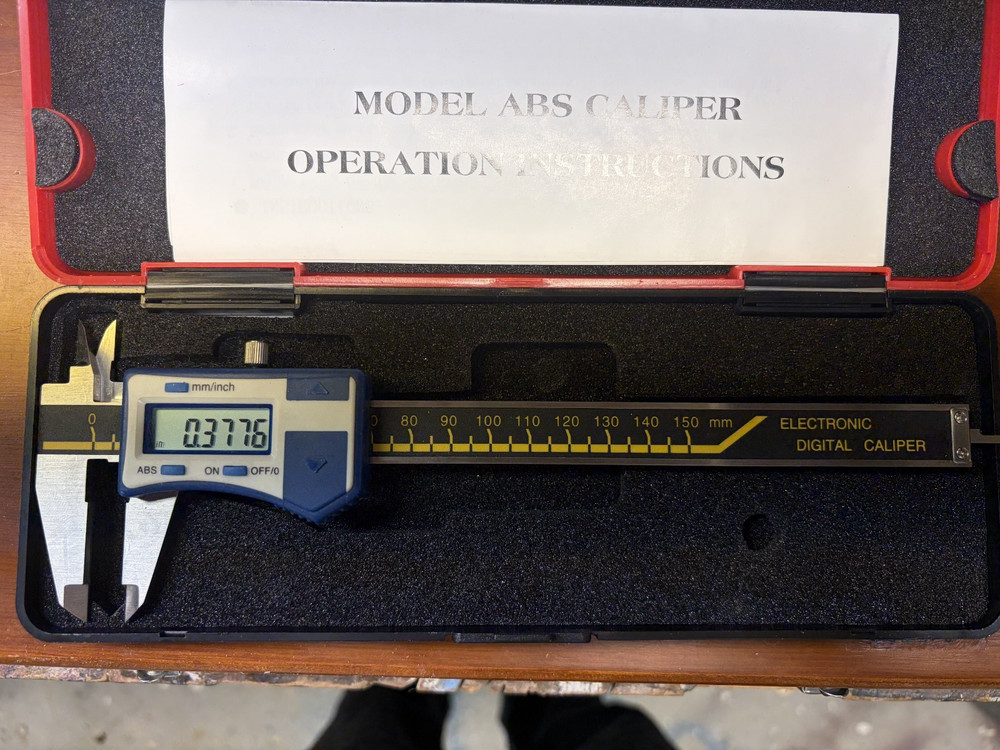 MODEL ABS CALIPER
OPERATION INSTRUCTIONS
mm/inch
0.3776
in
ABS ON OFF/0
0
80 90 100 110 120 130 140 150 mm
ELECTRONIC
DIGITAL CALIPER